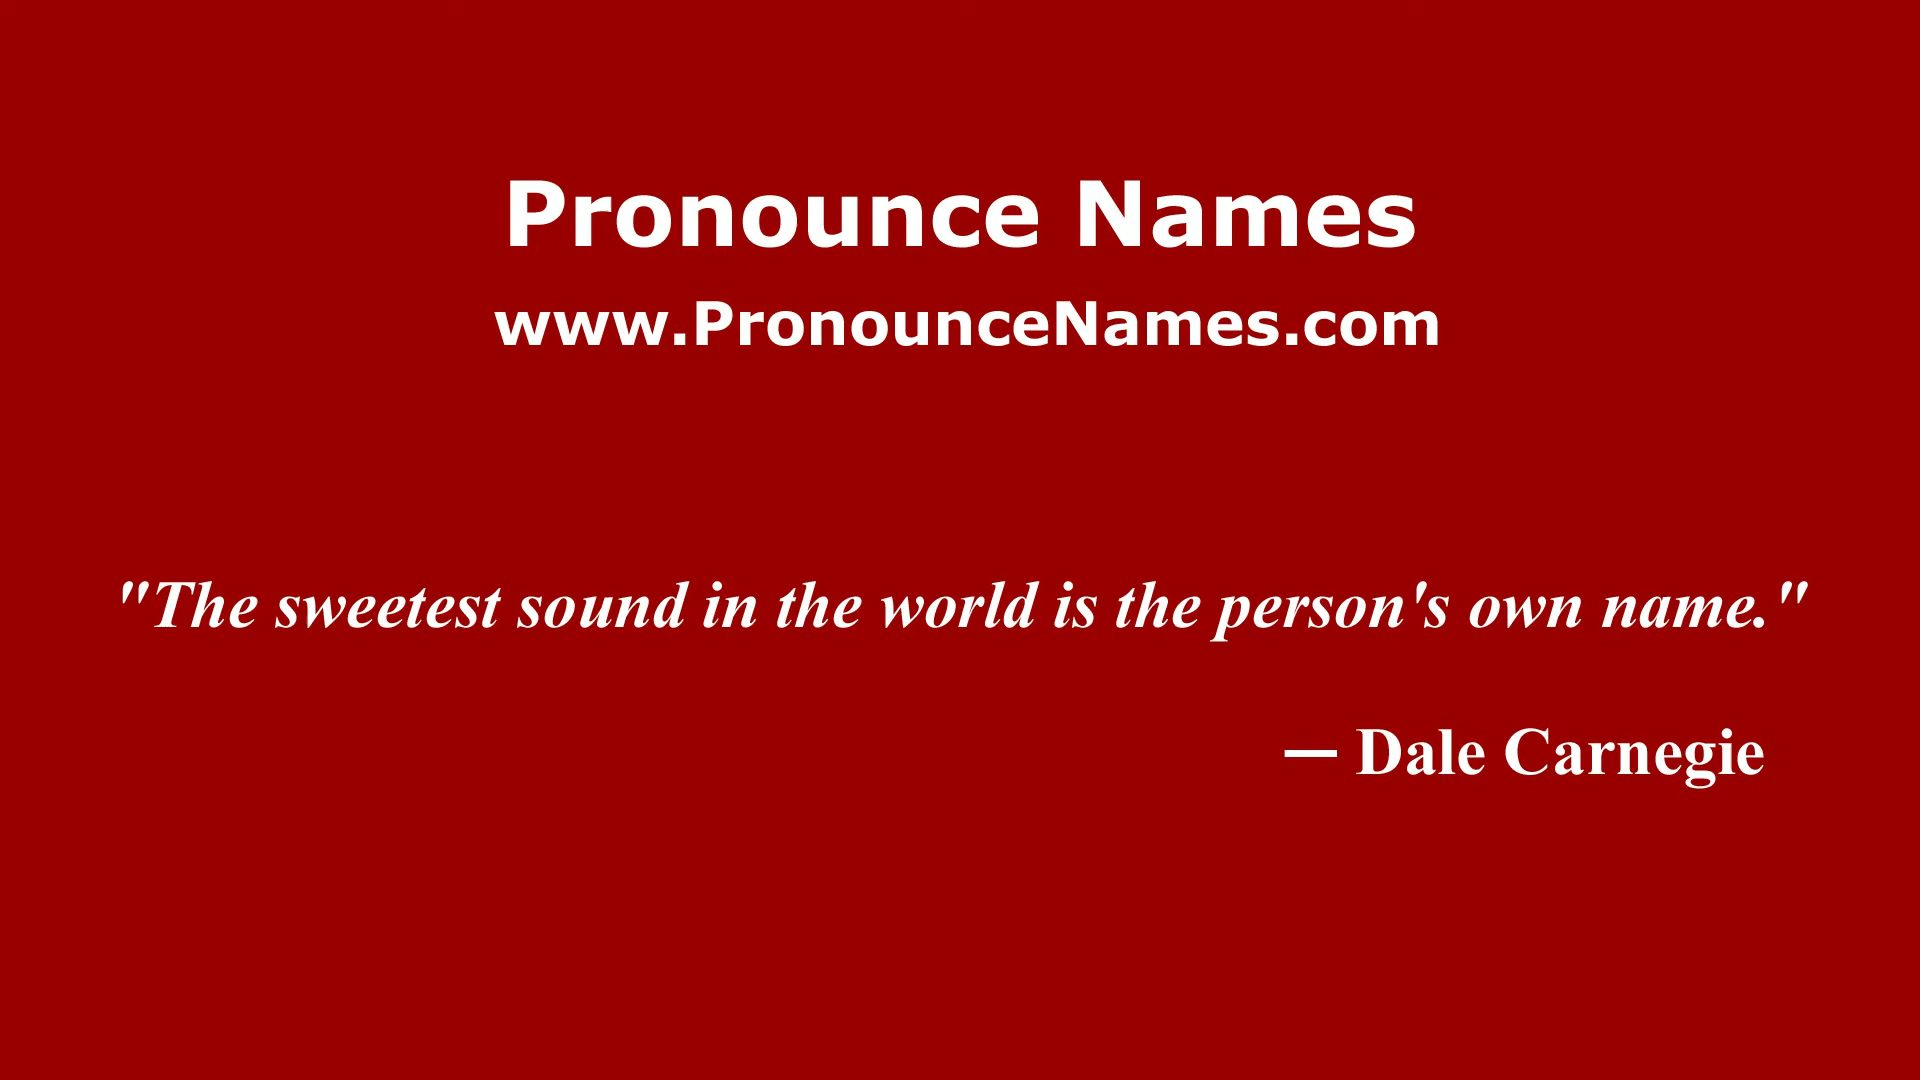 Pronounce Names
www.PronounceNames.com
"The sweetest sound in the world is the person's own name."
— Dale Carnegie